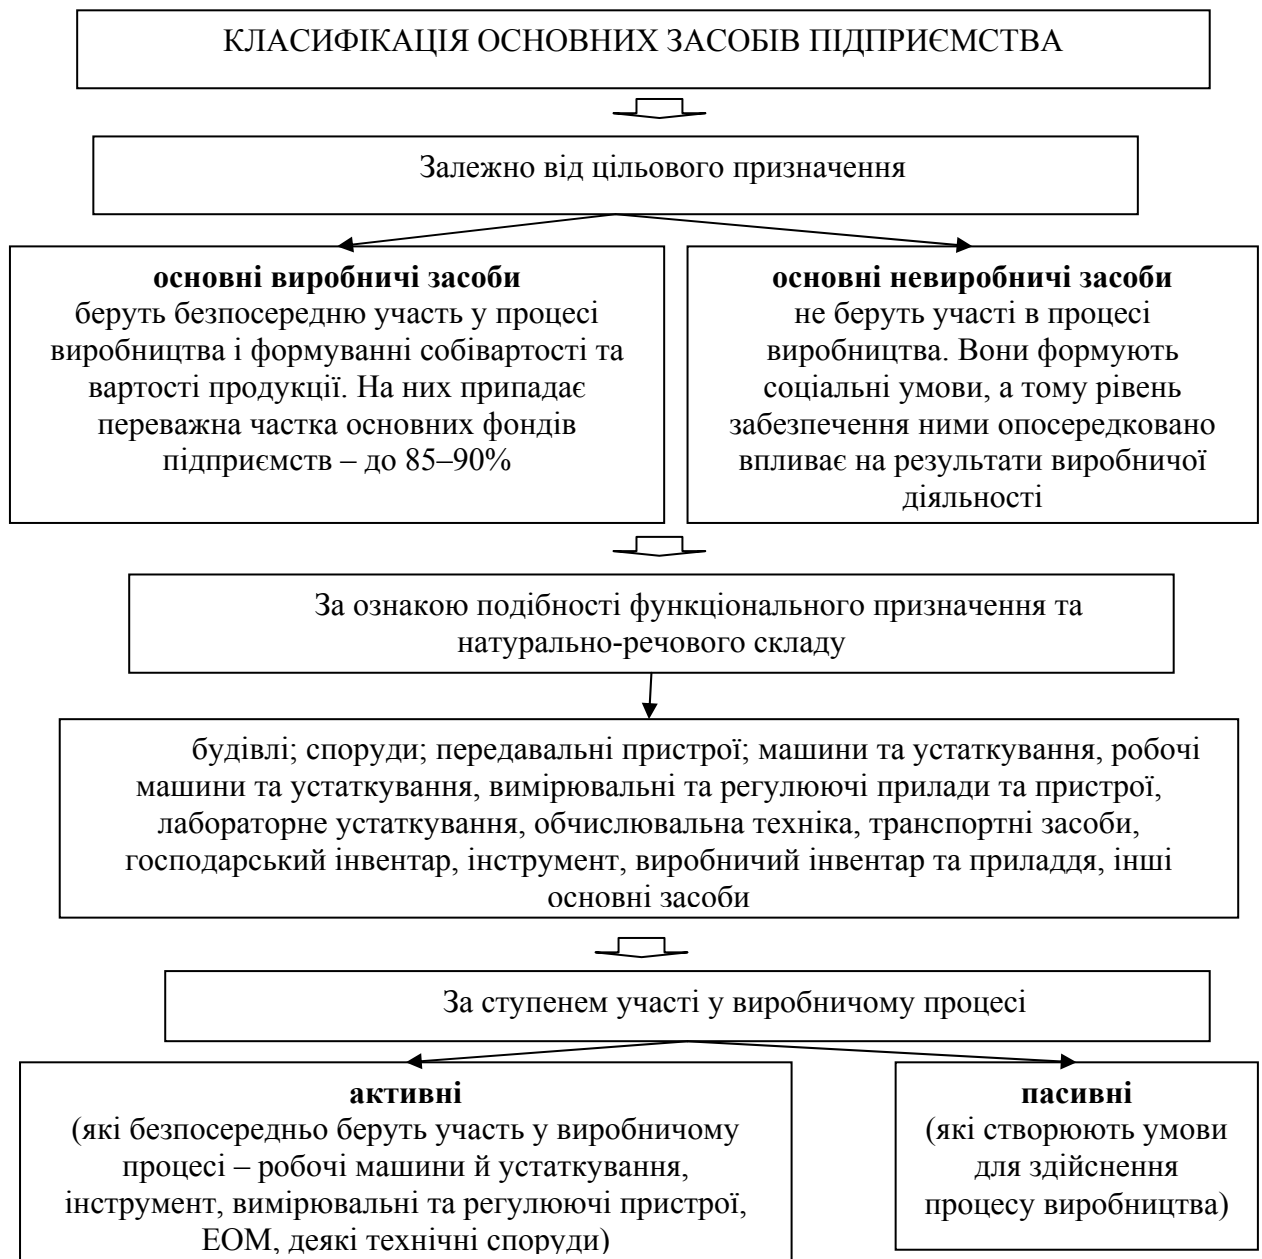 КЛАСИФІКАЦІЯ ОСНОВНИХ ЗАСОБІВ ПІДПРИЄМСТВА
Залежно від цільового призначення
основні виробничі засоби
беруть безпосередню участь у процесі
виробництва і формуванні собівартості та
вартості продукції. На них припадає
переважна частка основних фондів
підприємств – до 85–90%
основні невиробничі засоби
не беруть участі в процесі
виробництва. Вони формують
соціальні умови, а тому рівень
забезпечення ними опосередковано
впливає на результати виробничої
діяльності
За ознакою подібності функціонального призначення та
натурально-речового складу
будівлі; споруди; передавальні пристрої; машини та устаткування, робочі
машини та устаткування, вимірювальні та регулюючі прилади та пристрої,
лабораторне устаткування, обчислювальна техніка, транспортні засоби,
господарський інвентар, інструмент, виробничий інвентар та приладдя, інші
основні засоби
За ступенем участі у виробничому процесі
активні
(які безпосередньо беруть участь у виробничому
процесі – робочі машини й устаткування,
інструмент, вимірювальні та регулюючі пристрої,
ЕОМ, деякі технічні споруди)
пасивні
(які створюють умови
для здійснення
процесу виробництва)